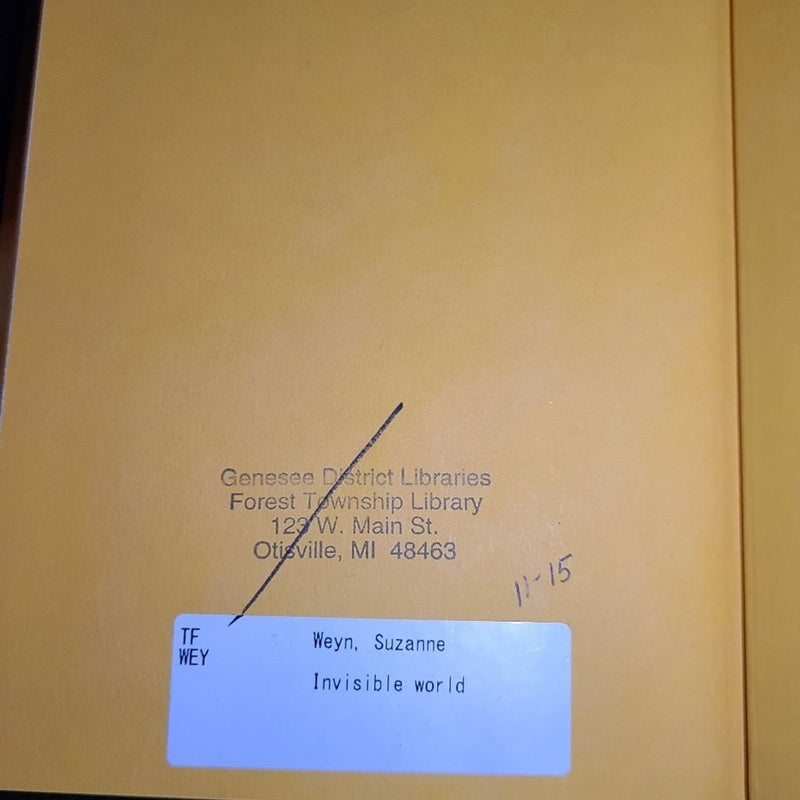 Genesee District Libraries
Forest Township Library
123 W. Main St.
Otisville, MI 48463
11-15
TF
WEY
Weyn, Suzanne
Invisible world